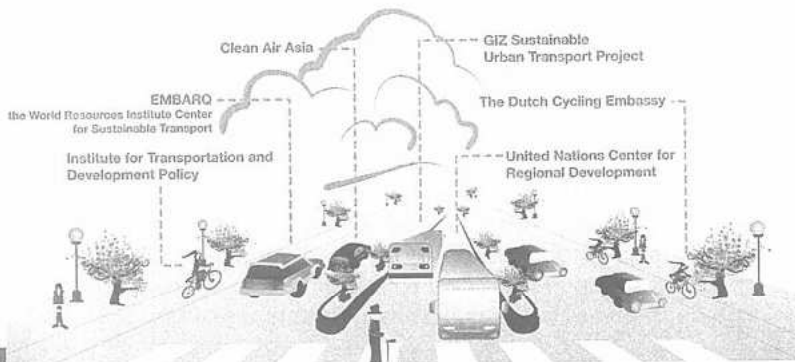 Clean Air Asia
GIZ Sustainable
Urban Transport Project
EMBARQ
the World Resources Institute Center
for Sustainable Transport
The Dutch Cycling Embassy
Institute for Transportation and
Development Policy
United Nations Center for
Regional Development